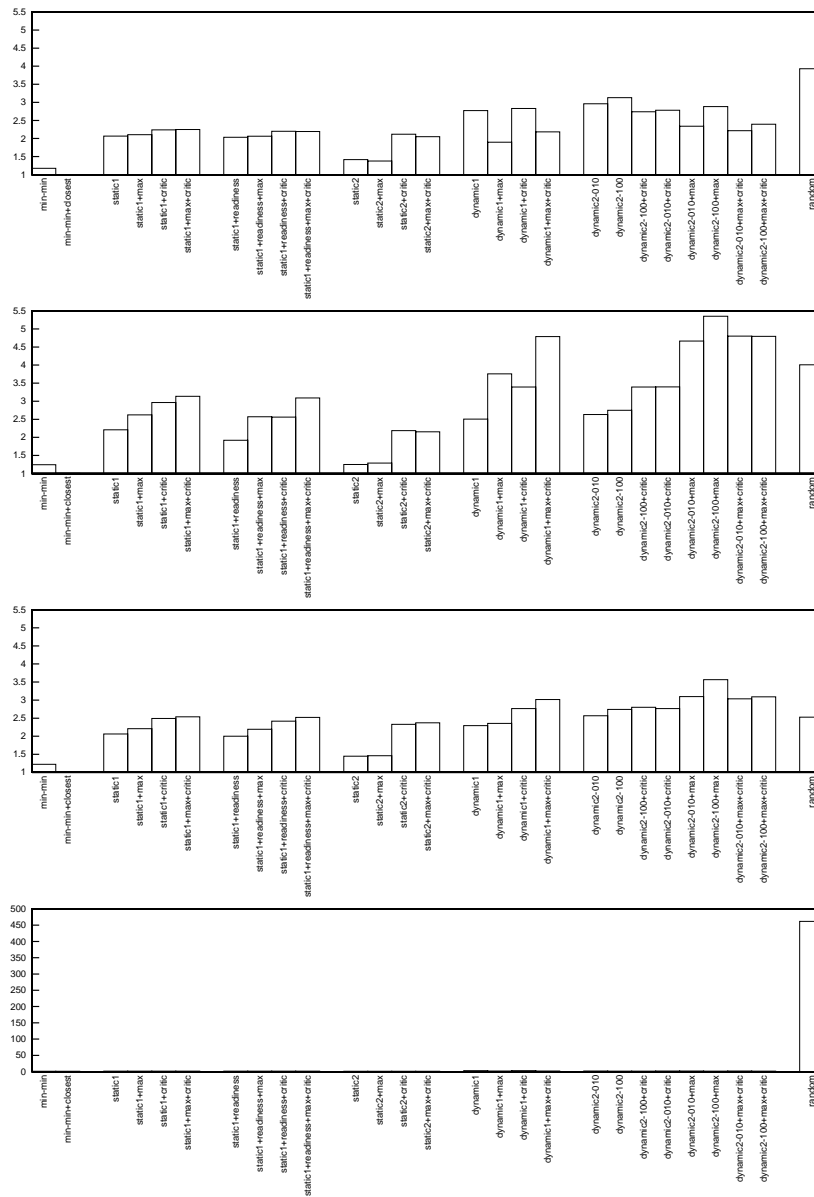 5.5
5
4.5
4
3.5
3
2.5
2
1.5
1
min-min
min-min+closest
static1
static1+max
static1+critic
static1+max+critic
static1+readiness
static1+readiness+max
static1+readiness+critic
static1+readiness+max+critic
static2
static2+max
static2+critic
static2+max+critic
dynamic1
dynamic1+max
dynamic1+critic
dynamic1+max+critic
dynamic2-010
dynamic2-100
dynamic2-100+critic
dynamic2-010+critic
dynamic2-010+max
dynamic2-100+max
dynamic2-010+max+critic
dynamic2-100+max+critic
random
5.5
5
4.5
4
3.5
3
2.5
2
1.5
1
min-min
min-min+closest
static1
static1+max
static1+critic
static1+max+critic
static1+readiness
static1+readiness+max
static1+readiness+critic
static1+readiness+max+critic
static2
static2+max
static2+critic
static2+max+critic
dynamic1
dynamic1+max
dynamic1+critic
dynamic1+max+critic
dynamic2-010
dynamic2-100
dynamic2-100+critic
dynamic2-010+critic
dynamic2-010+max
dynamic2-100+max
dynamic2-010+max+critic
dynamic2-100+max+critic
random
5.5
5
4.5
4
3.5
3
2.5
2
1.5
1
min-min
min-min+closest
static1
static1+max
static1+critic
static1+max+critic
static1+readiness
static1+readiness+max
static1+readiness+critic
static1+readiness+max+critic
static2
static2+max
static2+critic
static2+max+critic
dynamic1
dynamic1+max
dynamic1+critic
dynamic1+max+critic
dynamic2-010
dynamic2-100
dynamic2-100+critic
dynamic2-010+critic
dynamic2-010+max
dynamic2-100+max
dynamic2-010+max+critic
dynamic2-100+max+critic
random
500
450
400
350
300
250
200
150
100
50
0
min-min
min-min+closest
static1
static1+max
static1+critic
static1+max+critic
static1+readiness
static1+readiness+max
static1+readiness+critic
static1+readiness+max+critic
static2
static2+max
static2+critic
static2+max+critic
dynamic1
dynamic1+max
dynamic1+critic
dynamic1+max+critic
dynamic2-010
dynamic2-100
dynamic2-100+critic
dynamic2-010+critic
dynamic2-010+max
dynamic2-100+max
dynamic2-010+max+critic
dynamic2-100+max+critic
random